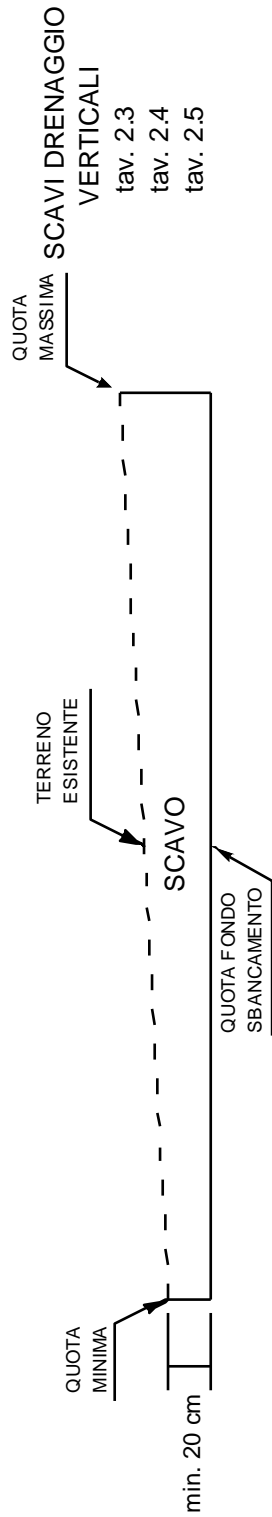 QUOTA
MINIMA
min. 20 cm
TERRENO
ESISTENTE
SCAVO
QUOTA FONDO
SBANCAMENTO
QUOTA
MASSIMA
SCAVI DRENAGGIO
VERTICALI
tav. 2.3
tav. 2.4
tav. 2.5